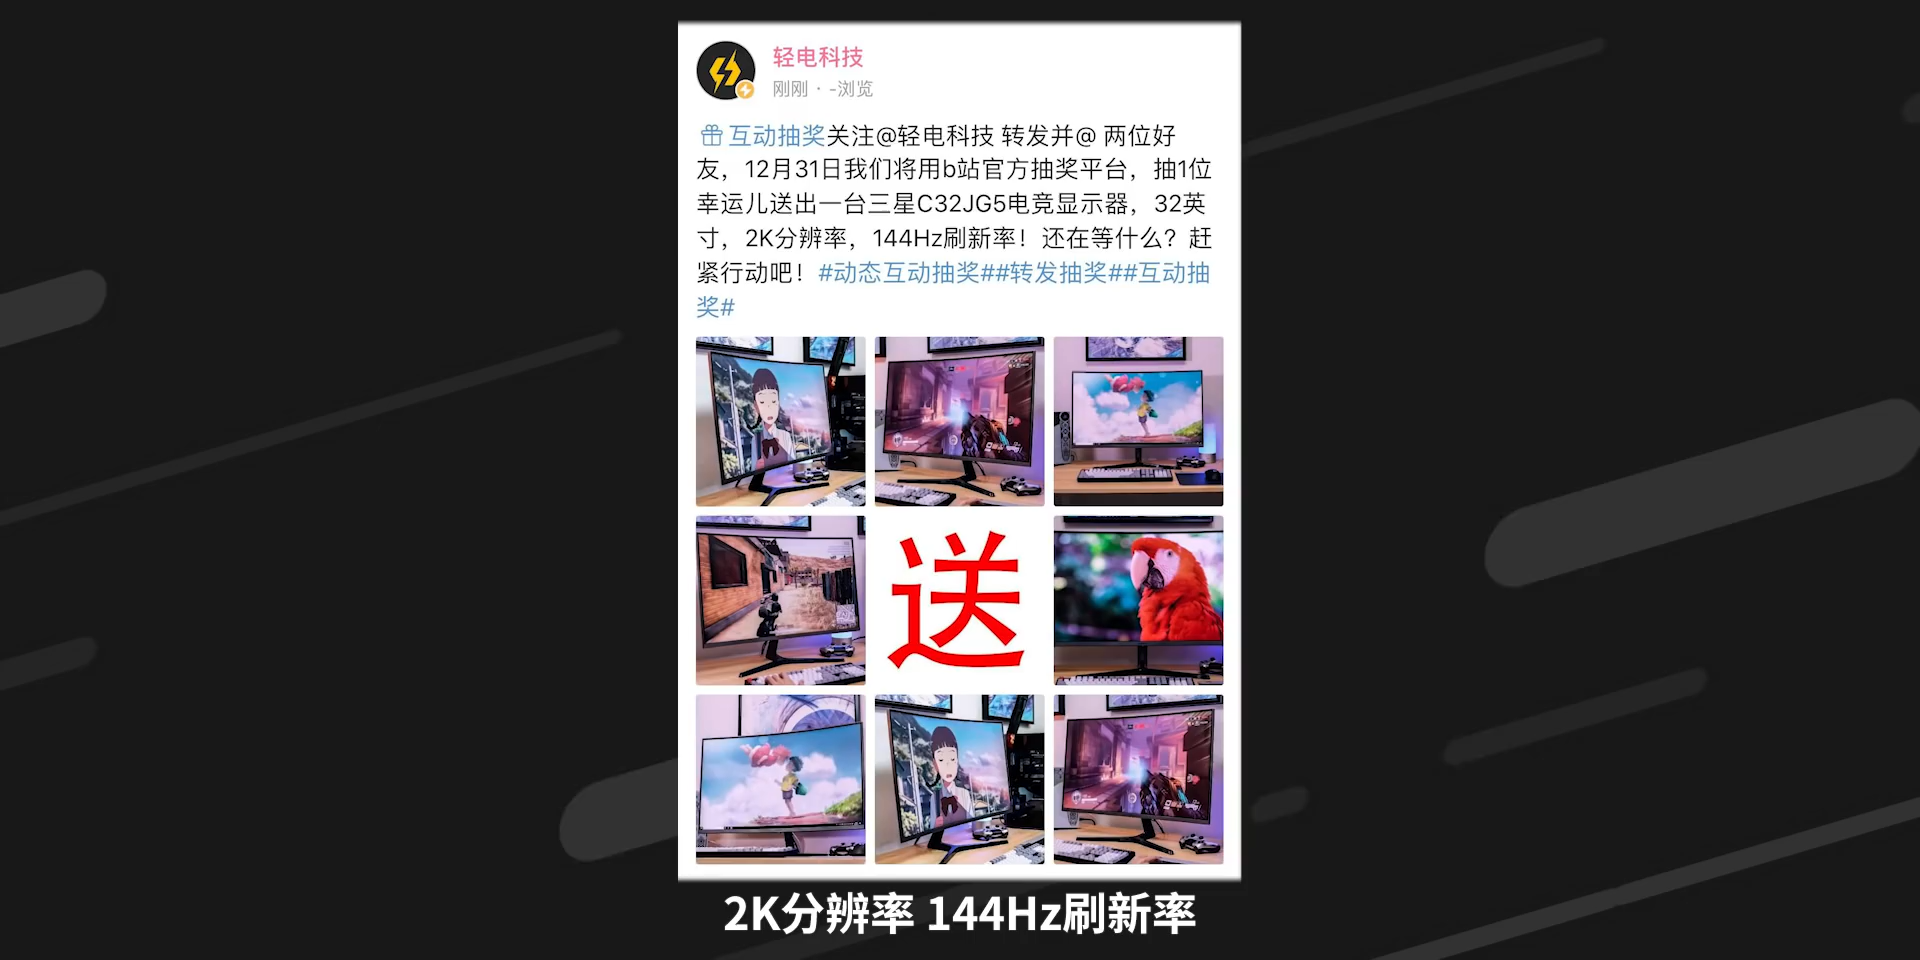 轻电科技
刚刚 · -浏览
互动抽奖关注@轻电科技 转发并@ 两位好
友，12月31日我们将用b站官方抽奖平台，抽1位
幸运儿送出一台三星C32JG5电竞显示器，32英
寸，2K分辨率，144Hz刷新率！还在等什么？赶
紧行动吧！#动态互动抽奖##转发抽奖##互动抽
奖#
送
2K分辨率 144Hz刷新率